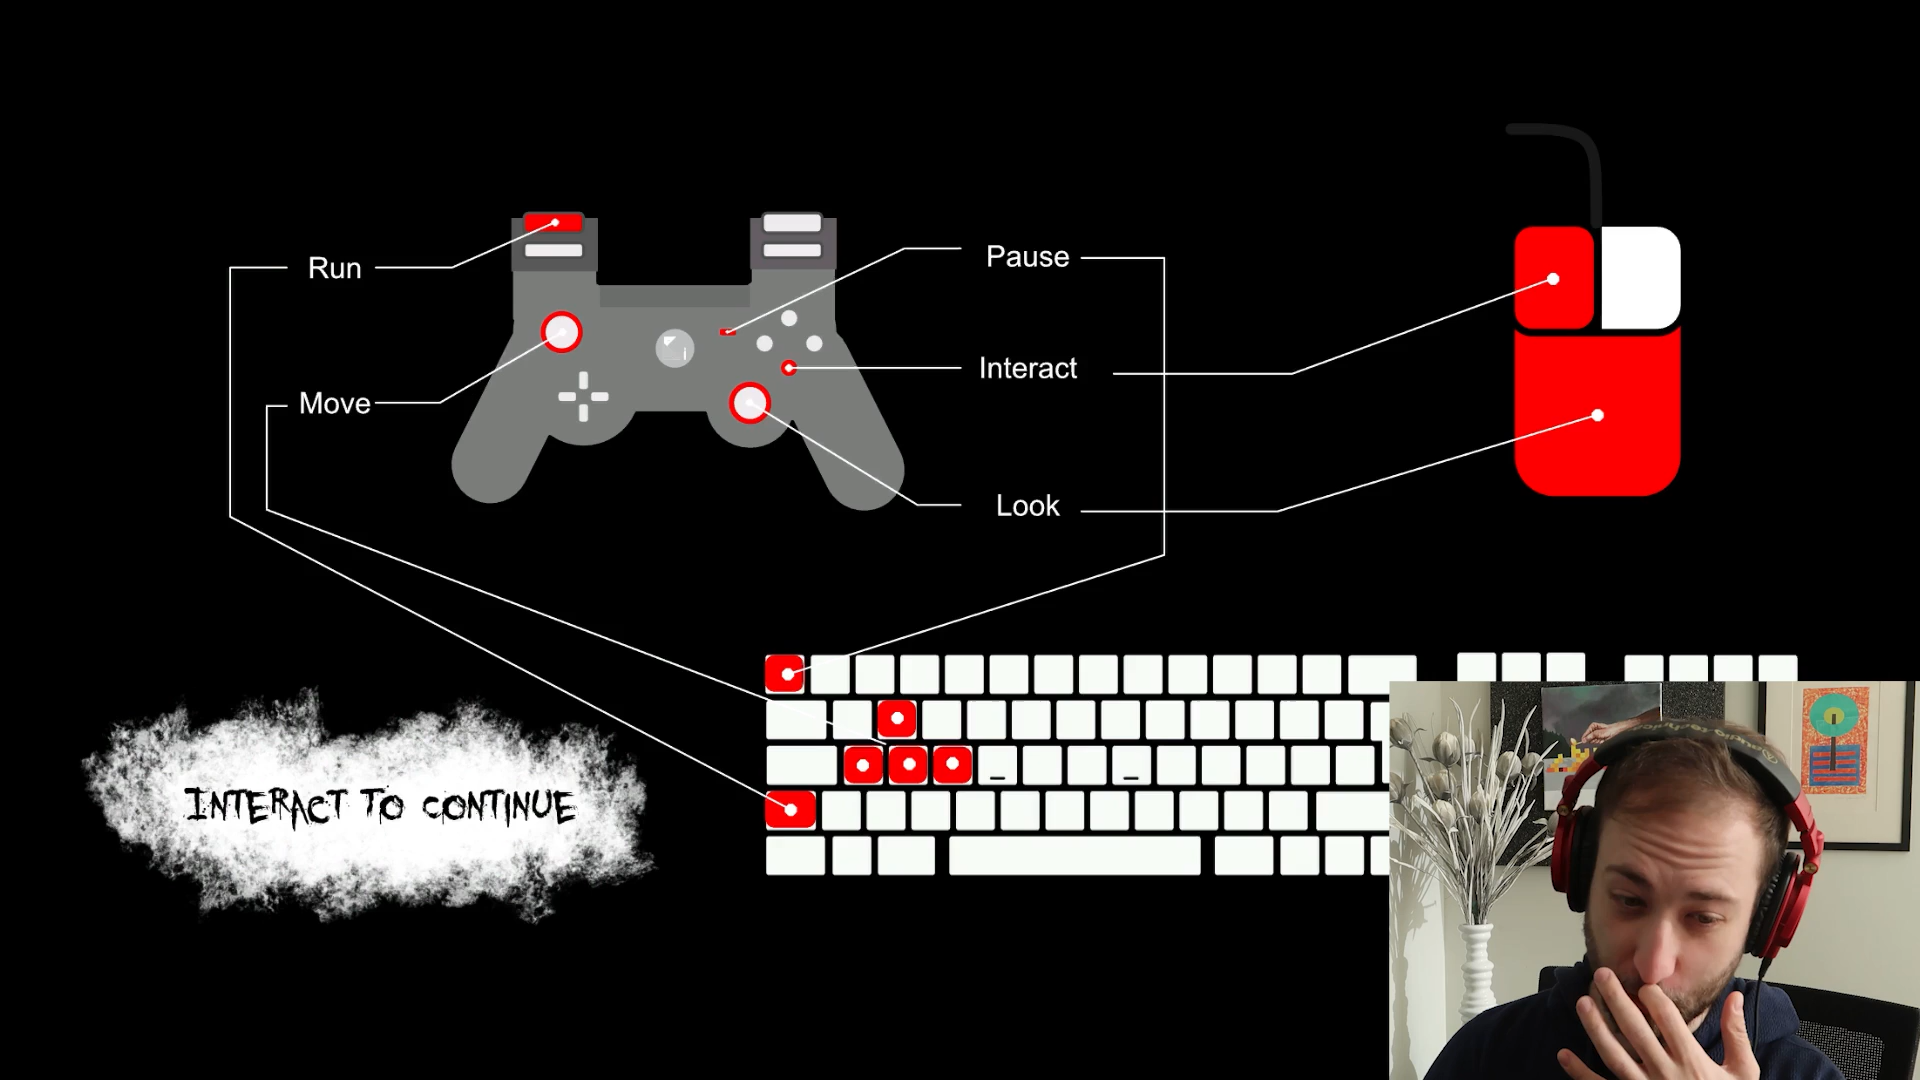 Run
Pause
Interact
Move
Look
INTERACT TO CONTINUE